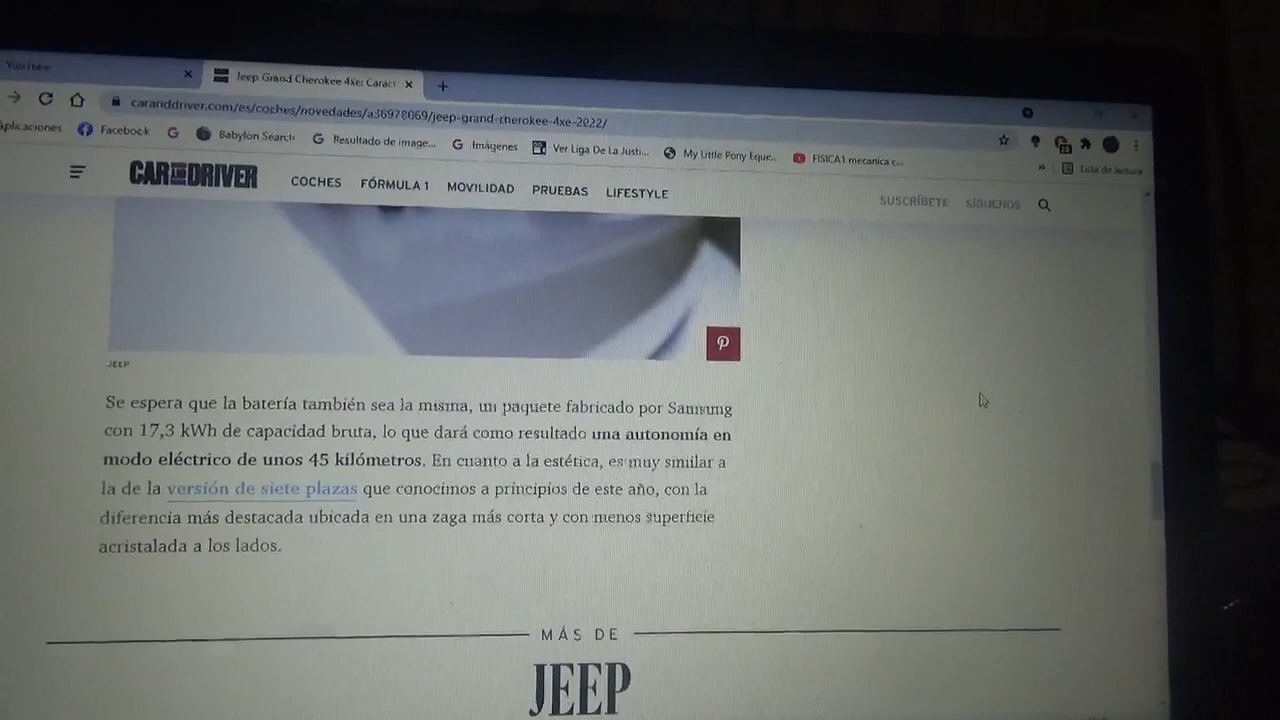 YouTube
Jeep Grand Cherokee 4xe: Caract
caranddriver.com/es/coches/novedades/a36978069/jeep-grand-cherokee-4xe-2022/
Aplicaciones Facebook Babylon Search Resultado de image... Imágenes Ver Liga De La Justi... My Little Pony Eque... FISICA1 mecanica c... »
Lista de lectura
CAR AND DRIVER COCHES FÓRMULA 1 MOVILIDAD PRUEBAS LIFESTYLE SUSCRÍBETE SÍGUENOS
JEEP
Se espera que la batería también sea la misma, un paquete fabricado por Samsung
con 17,3 kWh de capacidad bruta, lo que dará como resultado una autonomía en
modo eléctrico de unos 45 kilómetros. En cuanto a la estética, es muy similar a
la de la versión de siete plazas que conocimos a principios de este año, con la
diferencia más destacada ubicada en una zaga más corta y con menos superficie
acristalada a los lados.
MÁS DE
JEEP